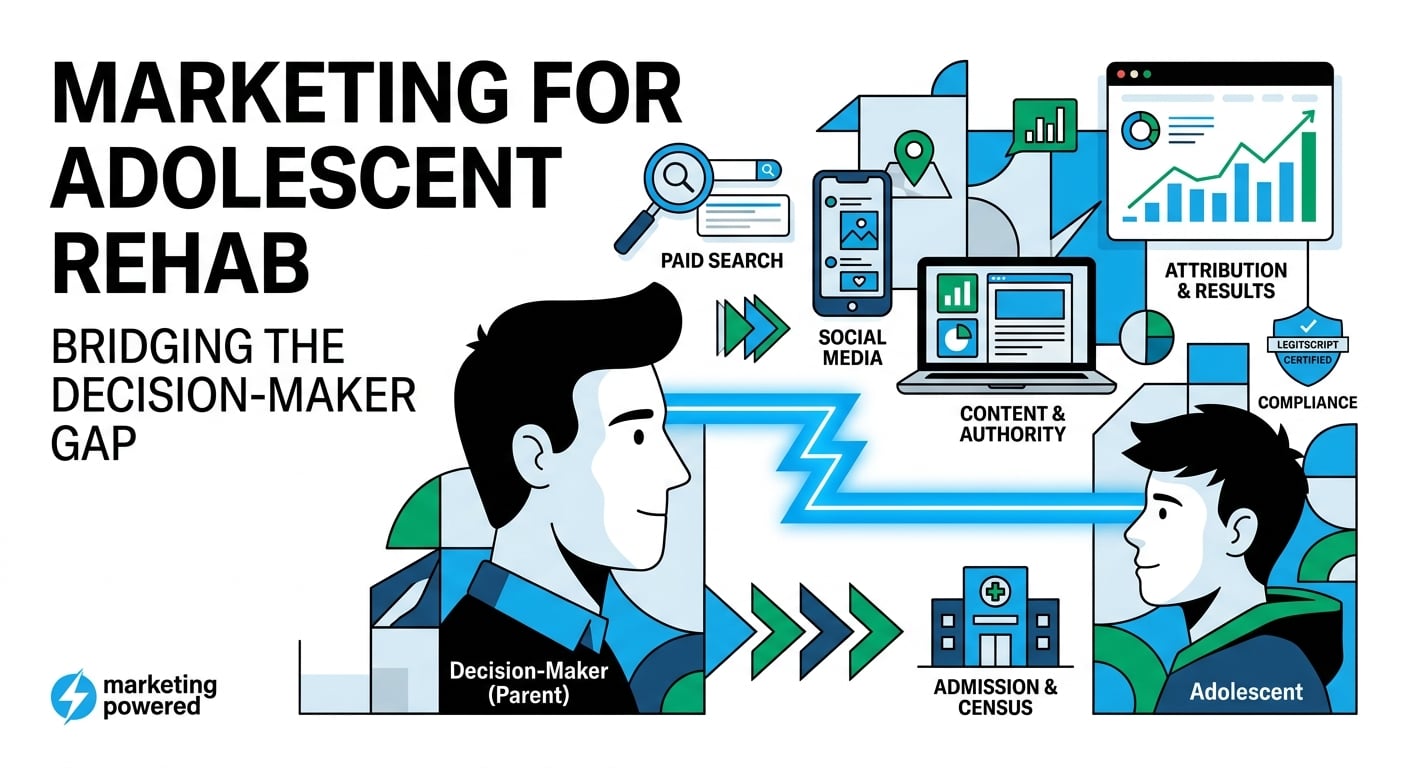 MARKETING FOR
ADOLESCENT
REHAB
BRIDGING THE
DECISION-MAKER
GAP
PAID SEARCH
SOCIAL
MEDIA
CONTENT &
AUTHORITY
ATTRIBUTION
& RESULTS
LEGITSCRIPT
CERTIFIED
COMPLIANCE
Decision-Maker
(Parent)
ADMISSION &
CENSUS
Adolescent
marketing
powered